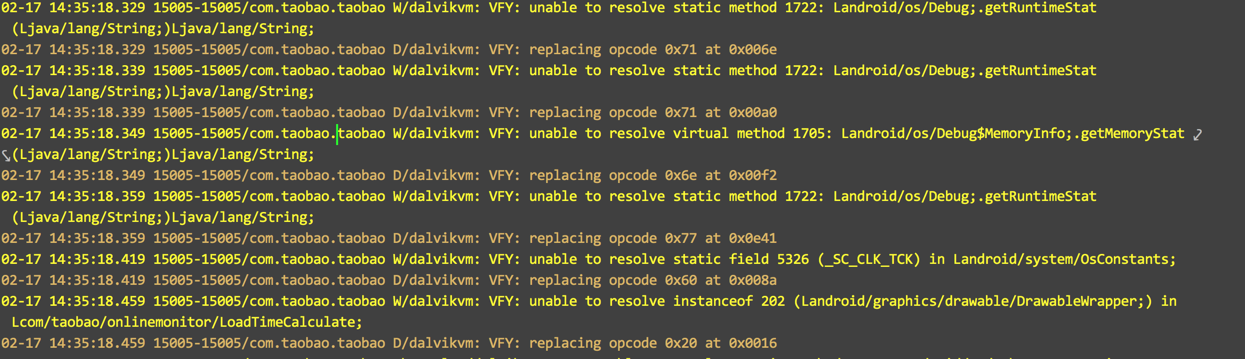 02-17 14:35:18.329 15005-15005/com.taobao.taobao W/dalvikvm: VFY: unable to resolve static method 1722: Landroid/os/Debug;.getRuntimeStat
(Ljava/lang/String;)Ljava/lang/String;
02-17 14:35:18.329 15005-15005/com.taobao.taobao D/dalvikvm: VFY: replacing opcode 0x71 at 0x006e
02-17 14:35:18.339 15005-15005/com.taobao.taobao W/dalvikvm: VFY: unable to resolve static method 1722: Landroid/os/Debug;.getRuntimeStat
(Ljava/lang/String;)Ljava/lang/String;
02-17 14:35:18.339 15005-15005/com.taobao.taobao D/dalvikvm: VFY: replacing opcode 0x71 at 0x00a0
02-17 14:35:18.349 15005-15005/com.taobao.taobao W/dalvikvm: VFY: unable to resolve virtual method 1705: Landroid/os/Debug$MemoryInfo;.getMemoryStat
(Ljava/lang/String;)Ljava/lang/String;
02-17 14:35:18.349 15005-15005/com.taobao.taobao D/dalvikvm: VFY: replacing opcode 0x6e at 0x00f2
02-17 14:35:18.359 15005-15005/com.taobao.taobao W/dalvikvm: VFY: unable to resolve static method 1722: Landroid/os/Debug;.getRuntimeStat
(Ljava/lang/String;)Ljava/lang/String;
02-17 14:35:18.359 15005-15005/com.taobao.taobao D/dalvikvm: VFY: replacing opcode 0x77 at 0x0e41
02-17 14:35:18.419 15005-15005/com.taobao.taobao W/dalvikvm: VFY: unable to resolve static field 5326 (_SC_CLK_TCK) in Landroid/system/OsConstants;
02-17 14:35:18.419 15005-15005/com.taobao.taobao D/dalvikvm: VFY: replacing opcode 0x60 at 0x008a
02-17 14:35:18.459 15005-15005/com.taobao.taobao W/dalvikvm: VFY: unable to resolve instanceof 202 (Landroid/graphics/drawable/DrawableWrapper;) in
Lcom/taobao/onlinemonitor/LoadTimeCalculate;
02-17 14:35:18.459 15005-15005/com.taobao.taobao D/dalvikvm: VFY: replacing opcode 0x20 at 0x0016